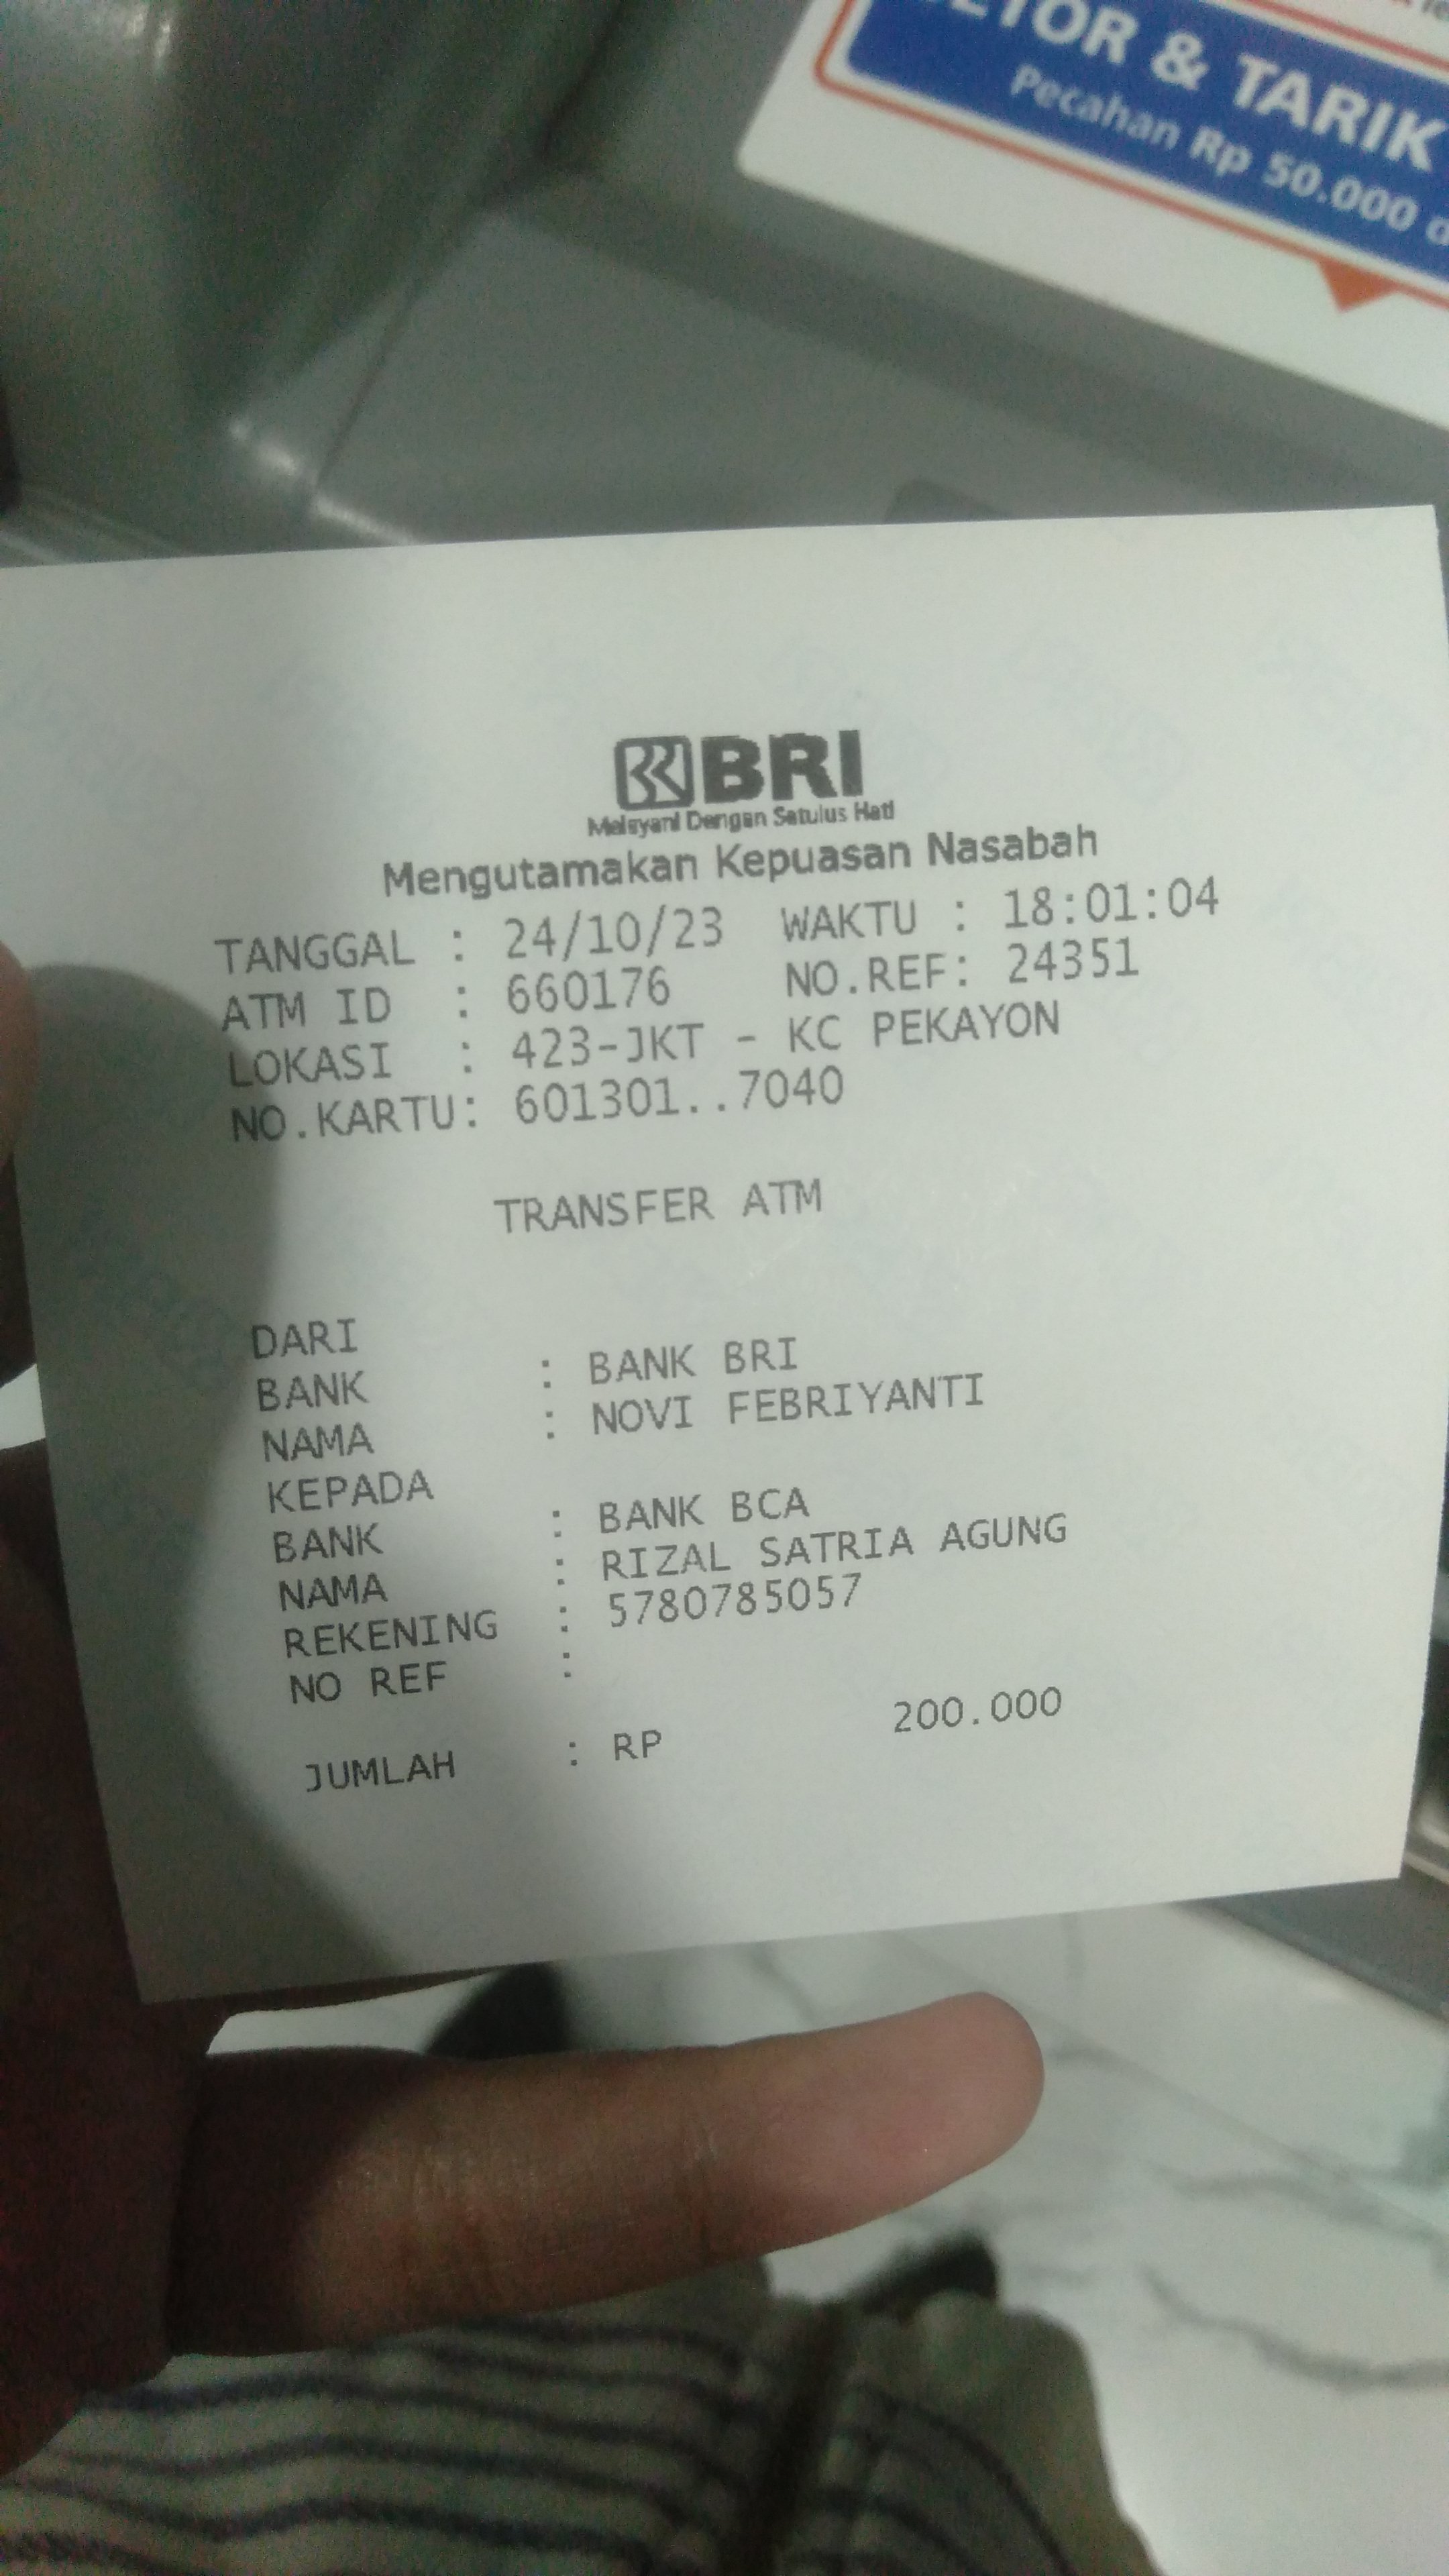 & TARIK
Pecahan Rp 50.000
BRI
Melayani Dengan Setulus Hati
Mengutamakan Kepuasan Nasabah
TANGGAL : 24/10/23 WAKTU : 18:01:04
ATM ID : 660176 NO.REF: 24351
LOKASI : 423-JKT - KC PEKAYON
NO.KARTU: 601301..7040
TRANSFER ATM
DARI
BANK : BANK BRI
NAMA : NOVI FEBRIYANTI
KEPADA
BANK : BANK BCA
NAMA : RIZAL SATRIA AGUNG
REKENING : 5780785057
NO REF :
JUMLAH : RP 200.000